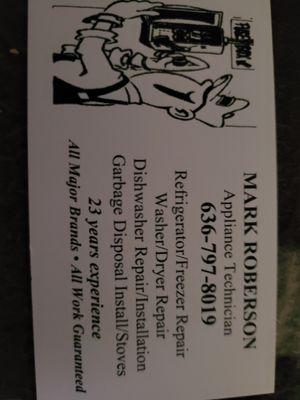 MARK ROBERSON
Appliance Technician
636-797-8019
Refrigerator/Freezer Repair
Washer/Dryer Repair
Dishwasher Repair/Installation
Garbage Disposal Install/Stoves
23 years experience
All Major Brands • All Work Guaranteed